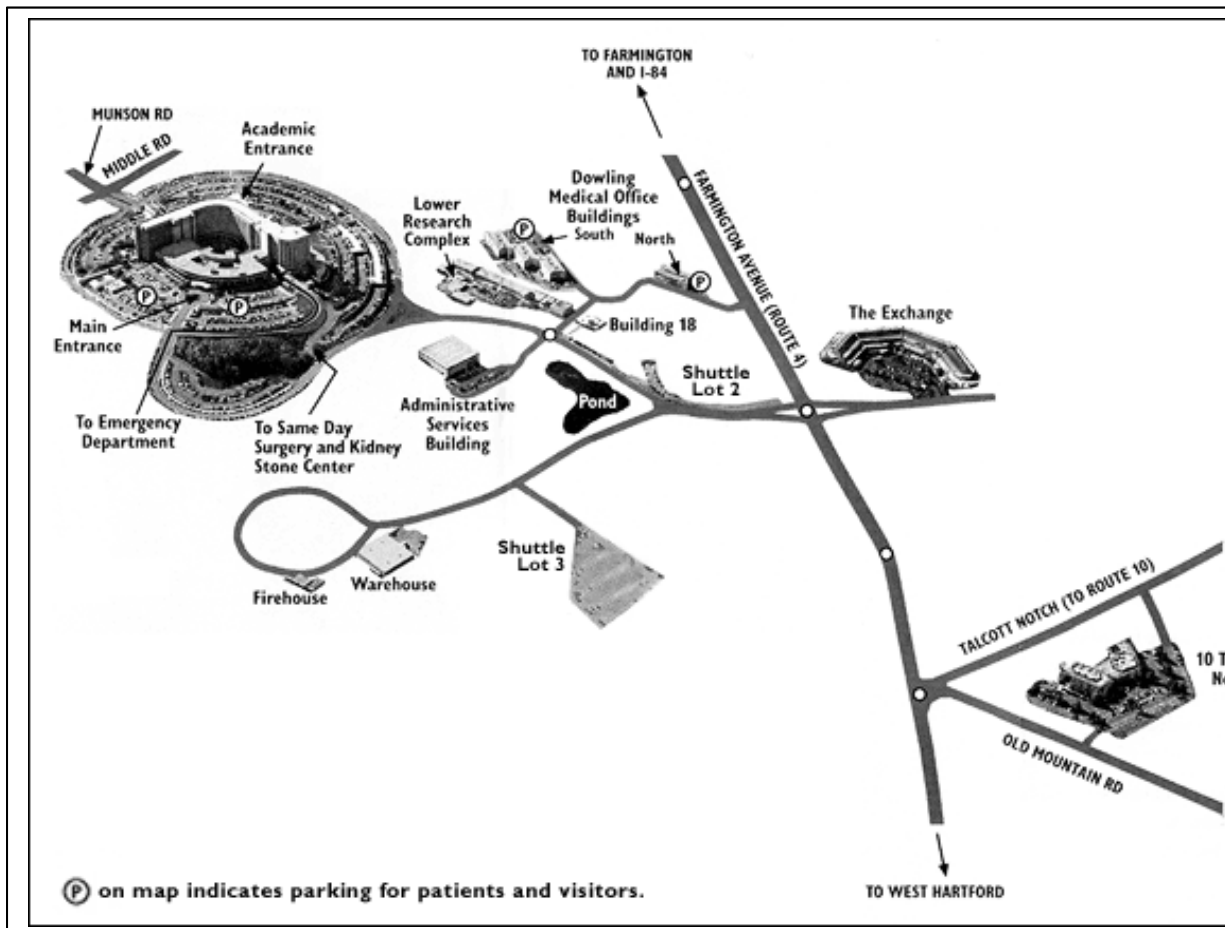 TO FARMINGTON
AND I-84
MUNSON RD
MIDDLE RD
Academic
Entrance
Dowling
Medical Office
Buildings
South
North
Lower
Research
Complex
P
P
P
P
FARMINGTON AVENUE (ROUTE 4)
Main
Entrance
Building 18
The Exchange
Shuttle
Lot 2
Pond
Administrative
Services
Building
To Emergency
Department
To Same Day
Surgery and Kidney
Stone Center
Shuttle
Lot 3
Firehouse
Warehouse
TALCOTT NOTCH (TO ROUTE 10)
10
OLD MOUNTAIN RD
TO WEST HARTFORD
P on map indicates parking for patients and visitors.